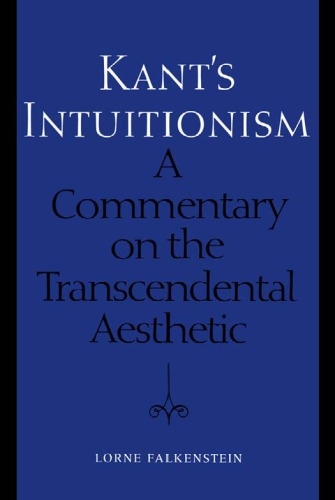 KANT'S
INTUITIONISM
A
Commentary
on the
Transcendental
Aesthetic
LORNE FALKENSTEIN